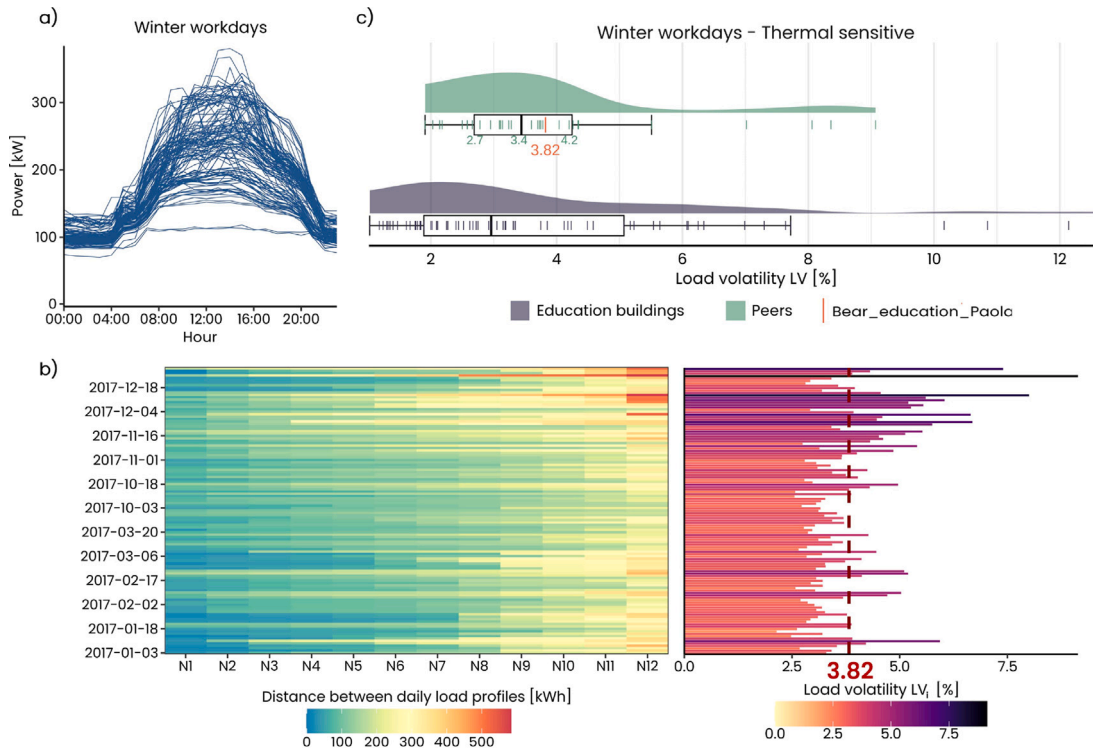 a)
Winter workdays
Power [kW]
300
200
100
0
00:00 04:00 08:00 12:00 16:00 20:00
Hour
c)
Winter workdays - Thermal sensitive
2.7 3.4 4.2
3.82
2 4 6 8 10 12
Load volatility LV [%]
Education buildings Peers Bear_education_Paola
b)
2017-12-18
2017-12-04
2017-11-16
2017-11-01
2017-10-18
2017-10-03
2017-03-20
2017-03-06
2017-02-17
2017-02-02
2017-01-18
2017-01-03
N1 N2 N3 N4 N5 N6 N7 N8 N9 N10 N11 N12
Distance between daily load profiles [kWh]
0 100 200 300 400 500
0.0 2.5 5.0 7.5
3.82
Load volatility LVi [%]
0.0 2.5 5.0 7.5